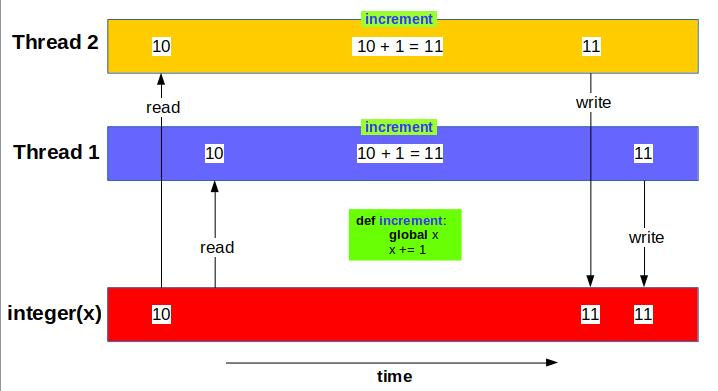 increment
Thread 2
10
10 + 1 = 11
11
read
write
increment
Thread 1
10
10 + 1 = 11
11
read
def increment:
global x
x += 1
write
integer(x)
10
11
11
time